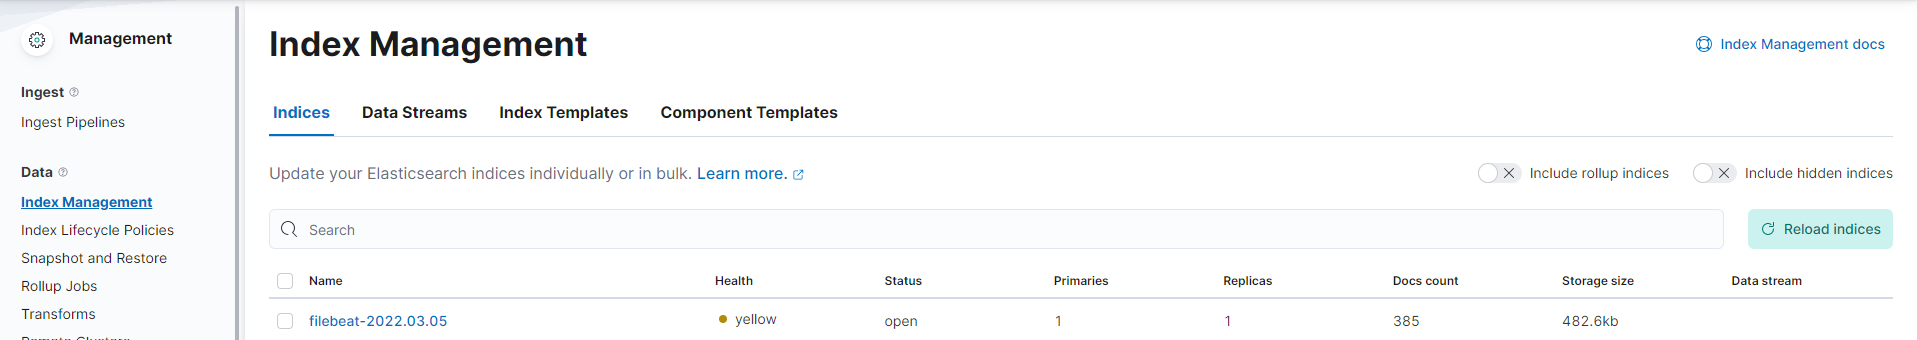 Management
Ingest
Ingest Pipelines
Data
Index Management
Index Lifecycle Policies
Snapshot and Restore
Rollup Jobs
Transforms
Remote Clusters
Index Management
Index Management docs
Indices Data Streams Index Templates Component Templates
Update your Elasticsearch indices individually or in bulk. Learn more.
Include rollup indices Include hidden indices
Search
Reload indices
Name Health Status Primaries Replicas Docs count Storage size Data stream
filebeat-2022.03.05 yellow open 1 1 385 482.6kb